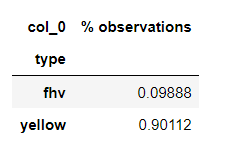 col_0 % observations
type
fhv 0.09888
yellow 0.90112